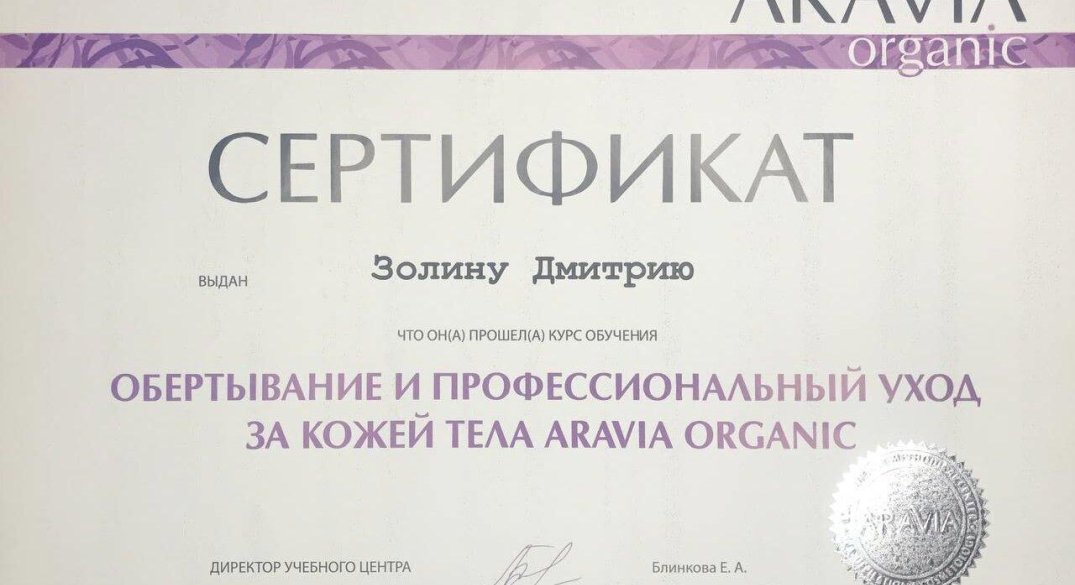 ARAVIA
organic
СЕРТИФИКАТ
ВЫДАН Золину Дмитрию
ЧТО ОН(А) ПРОШЕЛ(А) КУРС ОБУЧЕНИЯ
ОБЕРТЫВАНИЕ И ПРОФЕССИОНАЛЬНЫЙ УХОД
ЗА КОЖЕЙ ТЕЛА ARAVIA ORGANIC
ARAVIA
ДИРЕКТОР УЧЕБНОГО ЦЕНТРА Блинкова Е. А.